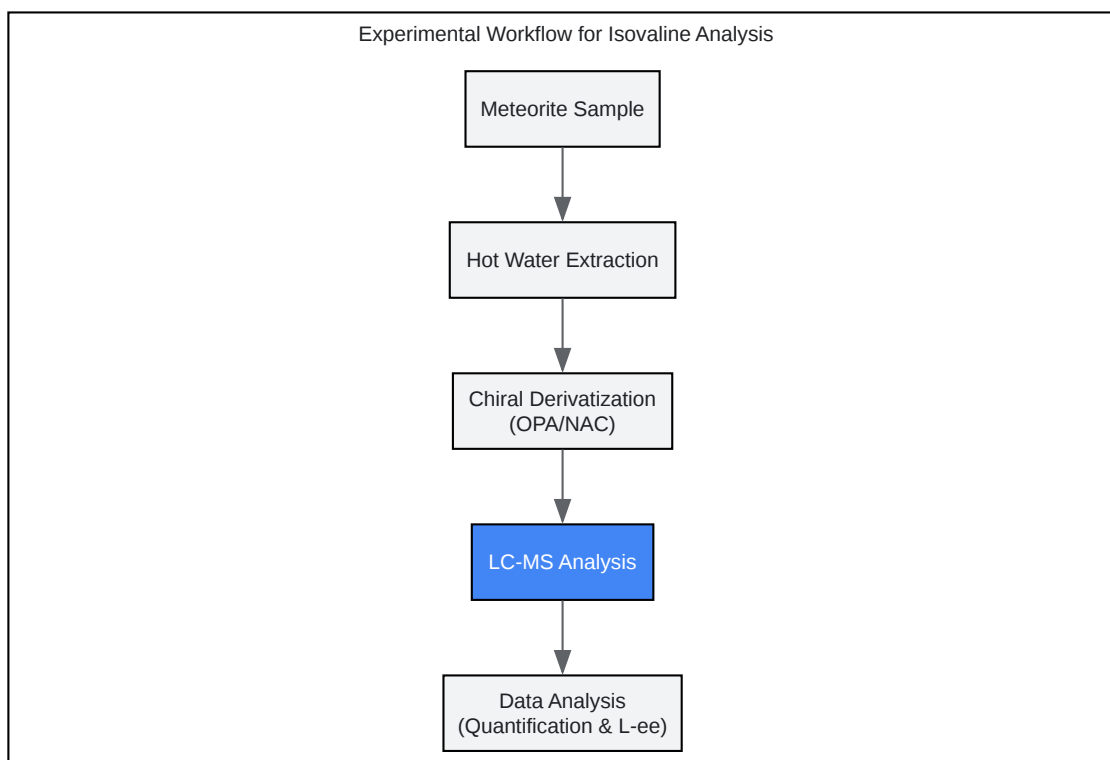 Experimental Workflow for Isovaline Analysis
Meteorite Sample
Hot Water Extraction
Chiral Derivatization
(OPA/NAC)
LC-MS Analysis
Data Analysis
(Quantification & L-ee)